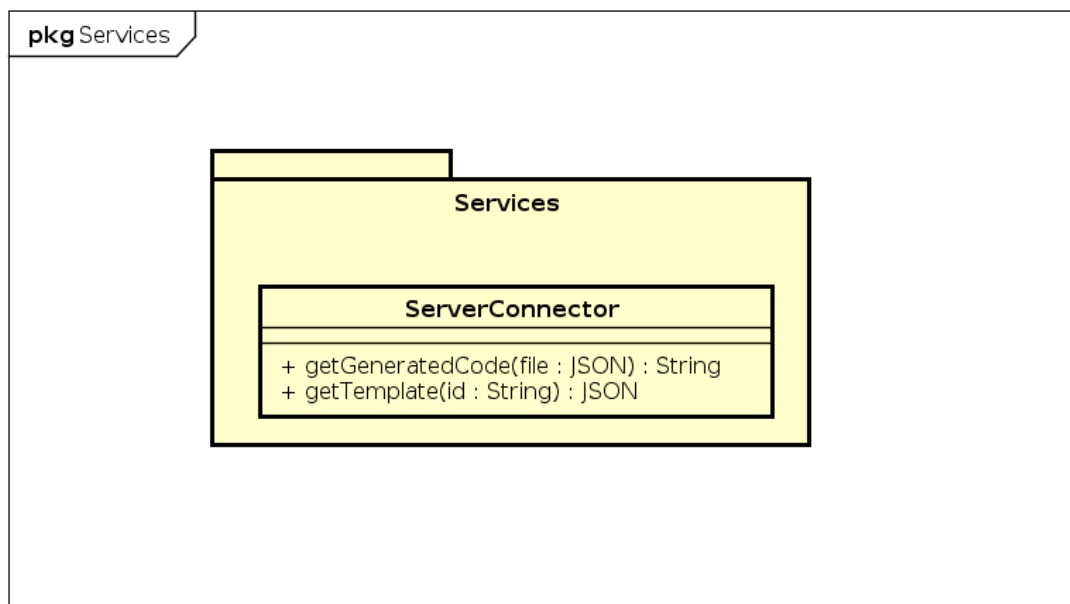 pkg Services
Services
ServerConnector
+ getGeneratedCode(file : JSON) : String
+ getTemplate(id : String) : JSON